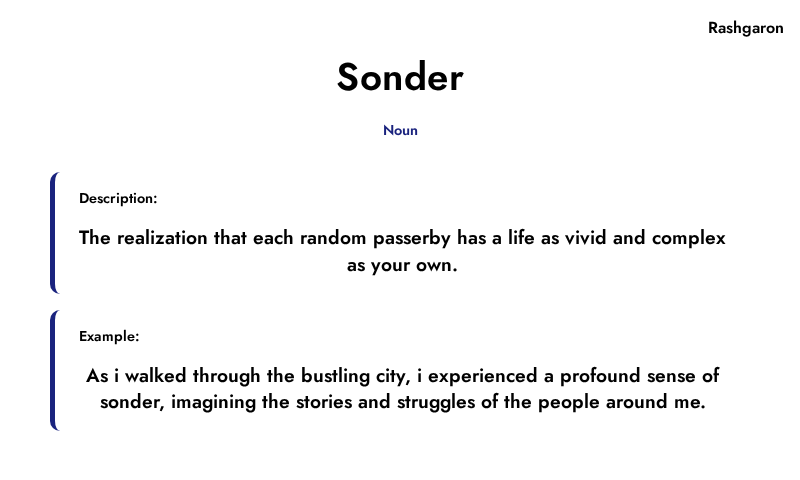 Rashgaron
Sonder
Noun
Description:
The realization that each random passerby has a life as vivid and complex
as your own.
Example:
As i walked through the bustling city, i experienced a profound sense of
sonder, imagining the stories and struggles of the people around me.